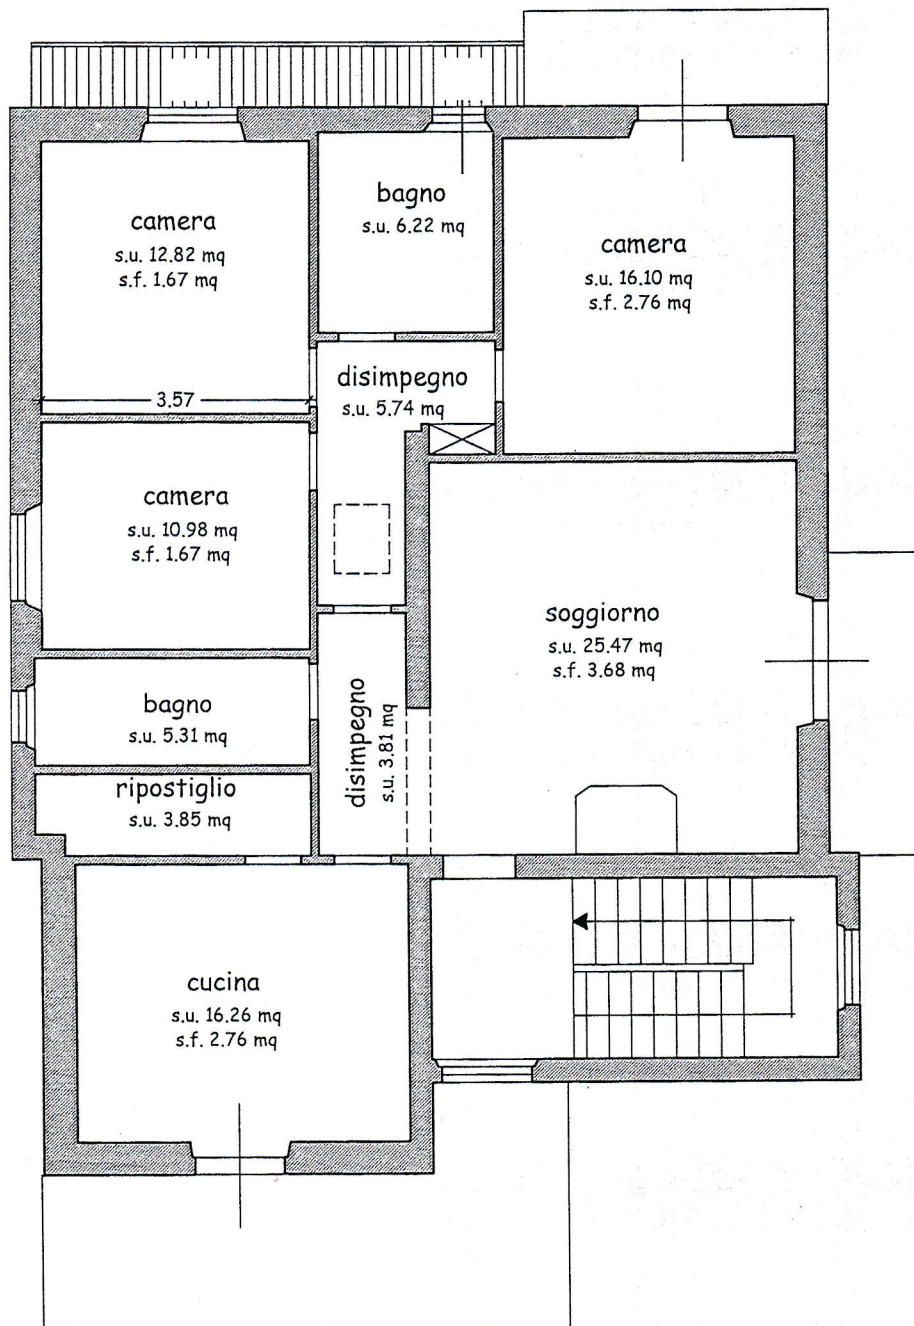 camera
s.u. 12.82 mq
s.f. 1.67 mq
bagno
s.u. 6.22 mq
camera
s.u. 16.10 mq
s.f. 2.76 mq
3.57
disimpegno
s.u. 5.74 mq
camera
s.u. 10.98 mq
s.f. 1.67 mq
soggiorno
s.u. 25.47 mq
s.f. 3.68 mq
bagno
s.u. 5.31 mq
disimpegno
s.u. 3.81 mq
ripostiglio
s.u. 3.85 mq
cucina
s.u. 16.26 mq
s.f. 2.76 mq